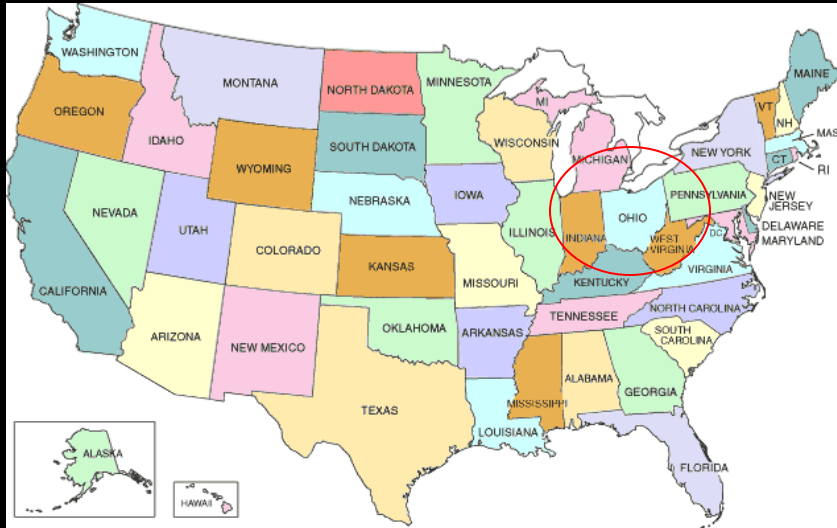 WASHINGTON
MONTANA
NORTH DAKOTA
MINNESOTA
MAINE
OREGON
IDAHO
SOUTH DAKOTA
WISCONSIN
MI
MICHIGAN
VT
NH
MAS
NEW YORK
CT
RI
WYOMING
NEVADA
UTAH
NEBRASKA
IOWA
ILLINOIS
INDIANA
OHIO
PENNSYLVANIA
NEW
JERSEY
CALIFORNIA
COLORADO
KANSAS
MISSOURI
KENTUCKY
WEST
VIRGINIA
DC
DELAWARE
MARYLAND
VIRGINIA
ARIZONA
NEW MEXICO
OKLAHOMA
ARKANSAS
TENNESSEE
NORTH CAROLINA
SOUTH
CAROLINA
TEXAS
LOUISIANA
MISSISSIPPI
ALABAMA
GEORGIA
FLORIDA
ALASKA
HAWAII